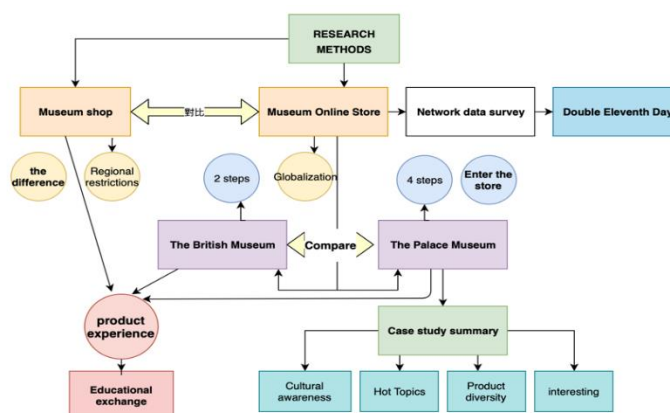 RESEARCH
METHODS
Museum shop
對比
Museum Online Store
Network data survey
Double Eleventh Day
the
difference
Regional
restrictions
2 steps
Globalization
4 steps
Enter the
store
The British Museum
Compare
The Palace Museum
product
experience
Case study summary
Educational
exchange
Cultural
awareness
Hot Topics
Product
diversity
interesting